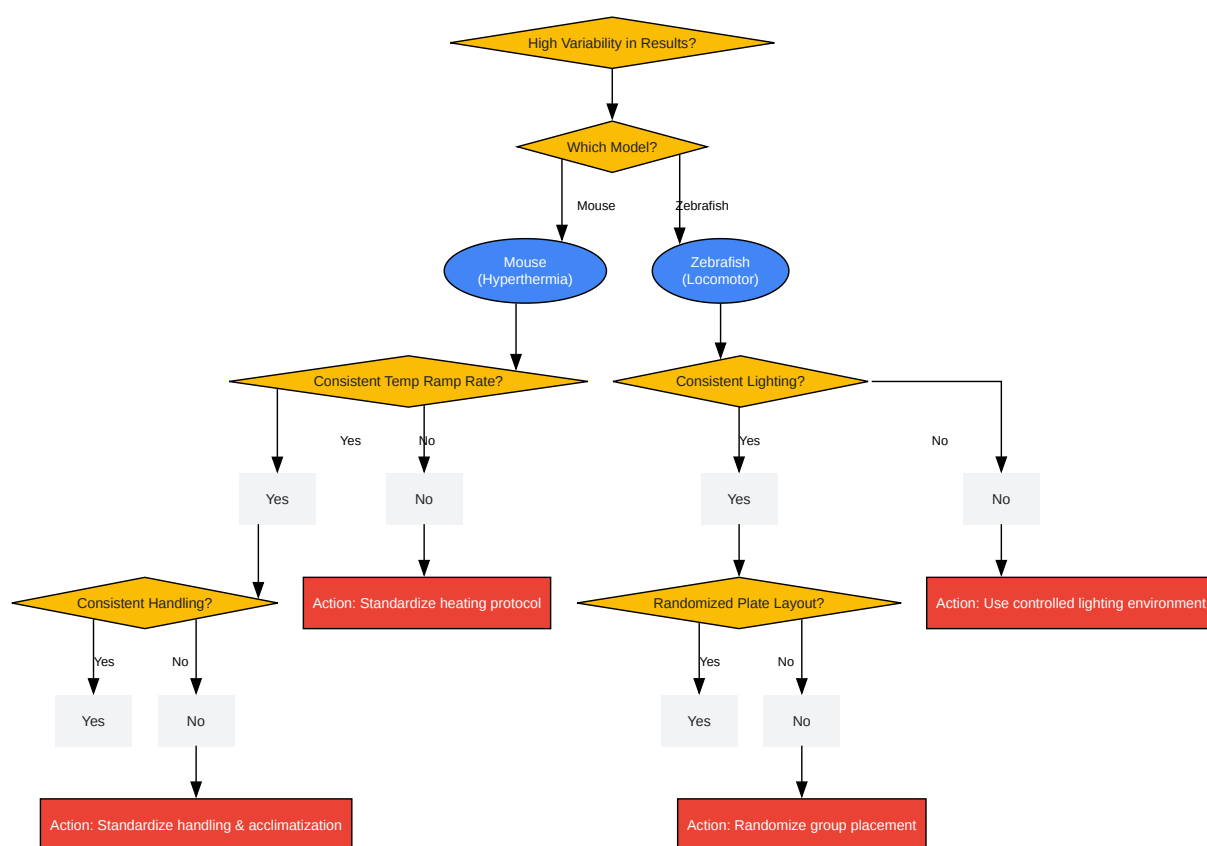 High Variability in Results?
Which Model?
Mouse
Zebrafish
Mouse
(Hyperthermia)
Zebrafish
(Locomotor)
Consistent Temp Ramp Rate?
Consistent Lighting?
Yes
No
Yes
No
Yes
No
Yes
No
Consistent Handling?
Action: Standardize heating protocol
Randomized Plate Layout?
Action: Use controlled lighting environment
Yes
No
Yes
No
Yes
No
Yes
No
Action: Standardize handling & acclimatization
Action: Randomize group placement